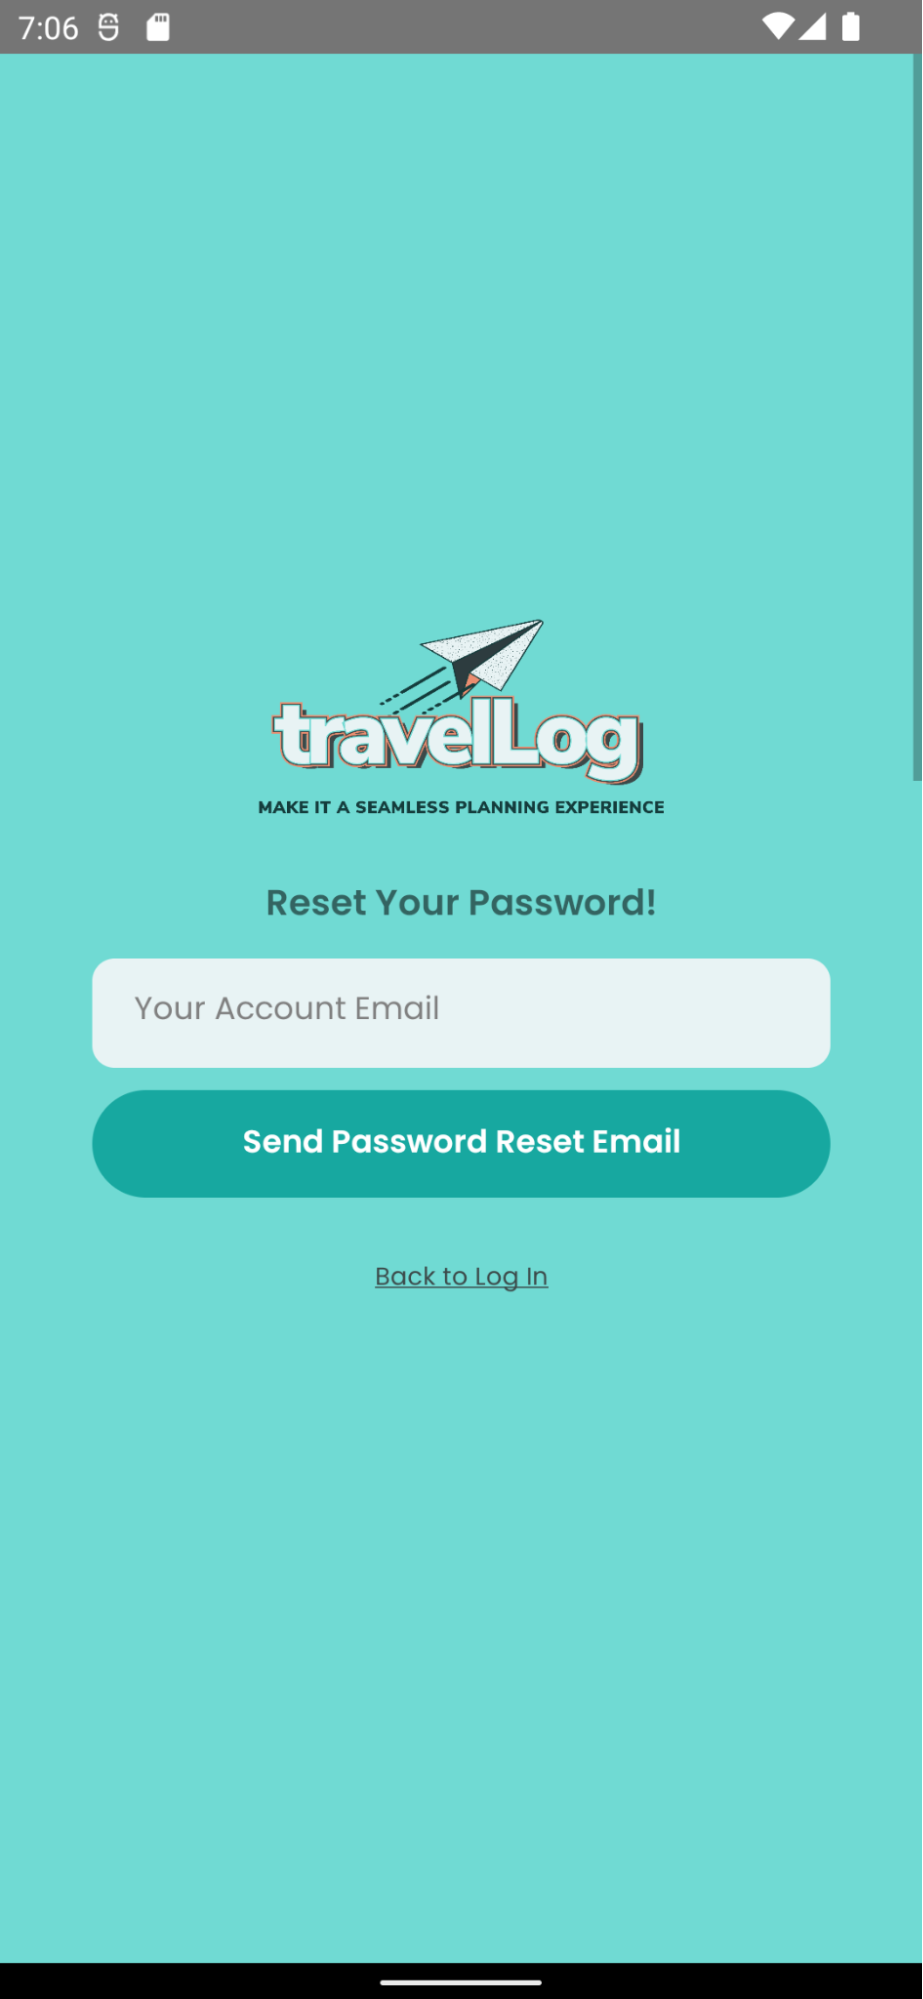 7:06
travelLog
MAKE IT A SEAMLESS PLANNING EXPERIENCE
Reset Your Password!
Your Account Email
Send Password Reset Email
Back to Log In